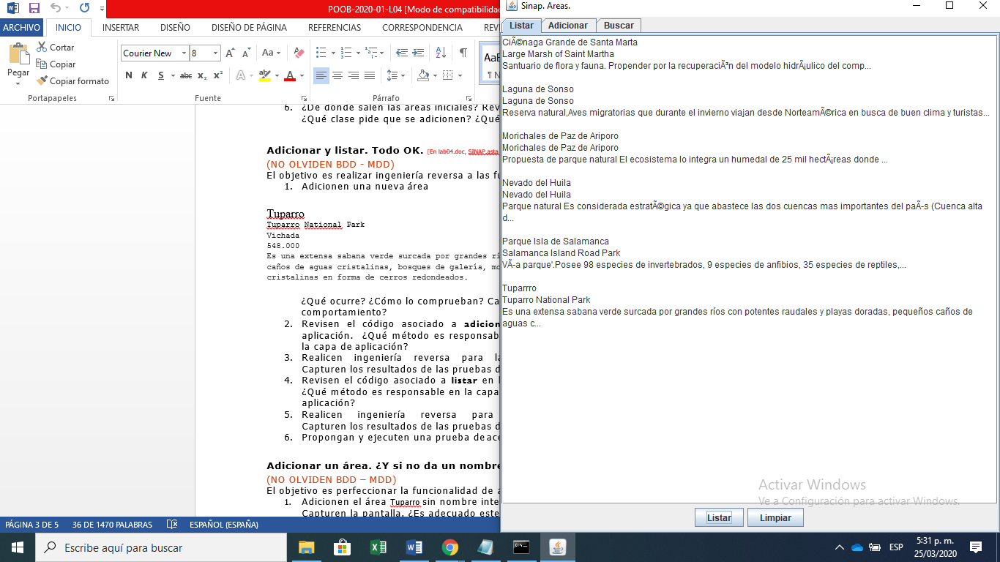 POOB-2020-01-L04 [Modo de compatibilidad
ARCHIVO INICIO INSERTAR DISEÑO DISEÑO DE PÁGINA REFERENCIAS CORRESPONDENCIA REV
Pegar
Cortar
Copiar
Copiar formato
Portapapeles
Courier New 8
Aa
N K S abc x₂ x²
Fuente
Párrafo
AaB
¶ N
6. ¿De dónde salen las áreas iniciales? Rev
¿Qué clase pide que se adicionen? ¿Qué
Adicionar y listar. Todo OK. [En lab04.doc, SINAP.asta
(NO OLVIDEN BDD - MDD)
El objetivo es realizar ingeniería reversa a las fu
1. Adicionen una nueva área
Tuparro
Tuparro National Park
Vichada
548.000
Es una extensa sabana verde surcada por grandes rí
caños de aguas cristalinas, bosques de galería, mo
cristalinas en forma de cerros redondeados.
¿Qué ocurre? ¿Cómo lo comprueban? Ca
comportamiento?
2. Revisen el código asociado a adicion
aplicación. ¿Qué método es responsab
la capa de aplicación?
3. Realicen ingeniería reversa para la
Capturen los resultados de las pruebas d
4. Revisen el código asociado a listar en l
¿Qué método es responsable en la capa
aplicación?
5. Realicen ingeniería reversa para
Capturen los resultados de las pruebas d
6. Propongan y ejecuten una prueba de ace
Adicionar un área. ¿Y si no da un nombre
(NO OLVIDEN BDD – MDD)
El objetivo es perfeccionar la funcionalidad de a
1. Adicionen el área Tuparro sin nombre inte
Capturen la pantalla. ¿Es adecuado este
PÁGINA 3 DE 5 36 DE 1470 PALABRAS ESPAÑOL (ESPAÑA)
Sinap. Areas.
Listar Adicionar Buscar
CiÃ©naga Grande de Santa Marta
Large Marsh of Saint Martha
Santuario de flora y fauna. Propender por la recuperaciÃ³n del modelo hidrÃ¡ulico del comp...
Laguna de Sonso
Laguna de Sonso
Reserva natural,Aves migratorias que durante el invierno viajan desde NorteamÃ©rica en busca de buen clima y turistas...
Morichales de Paz de Ariporo
Morichales de Paz de Ariporo
Propuesta de parque natural El ecosistema lo integra un humedal de 25 mil hectÃ¡reas donde ...
Nevado del Huila
Nevado del Huila
Parque natural Es considerada estratÃ©gica ya que abastece las dos cuencas mas importantes del paÃ-s (Cuenca alta
d...
Parque Isla de Salamanca
Salamanca Island Road Park
VÃ-a parque'.Posee 98 especies de invertebrados, 9 especies de anfibios, 35 especies de reptiles,...
Tuparrro
Tuparro National Park
Es una extensa sabana verde surcada por grandes ríos con potentes raudales y playas doradas, pequeños caños de
aguas c...
Activar Windows
Ve a Configuración para activar Windows.
Listar Limpiar
Escribe aquí para buscar
ESP
5:31 p. m.
25/03/2020